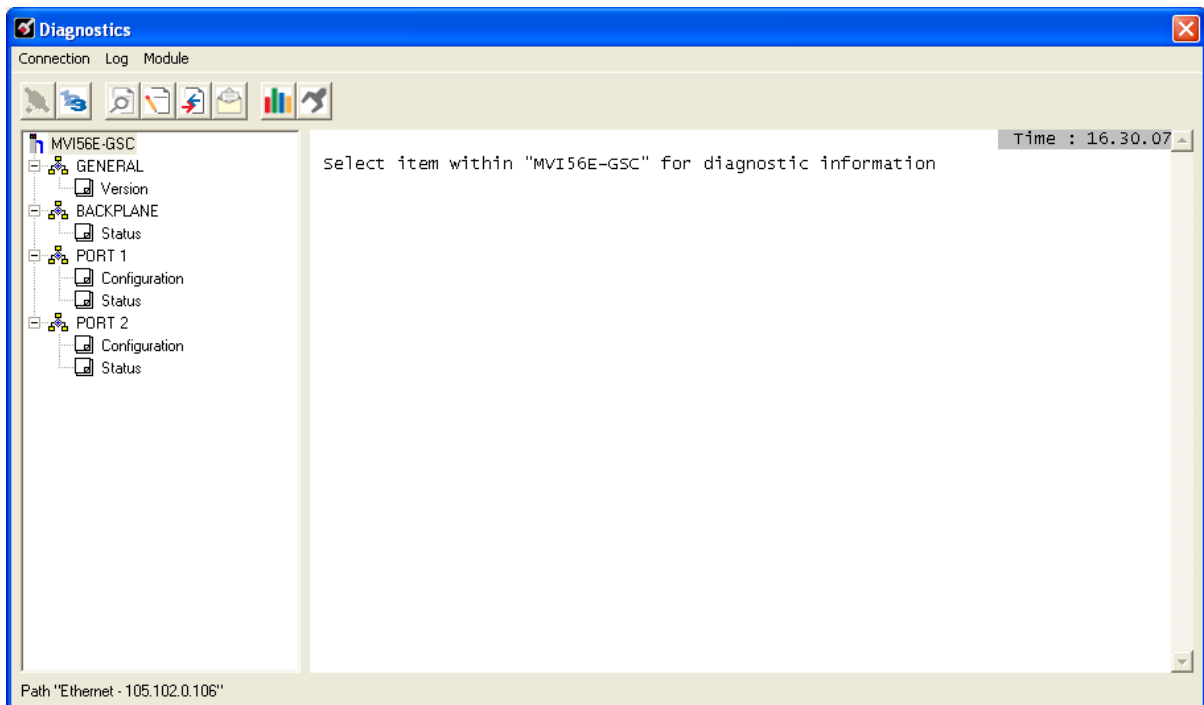 Diagnostics
Connection Log Module
MVI56E-GSC
GENERAL
Version
BACKPLANE
Status
PORT 1
Configuration
Status
PORT 2
Configuration
Status
Time : 16.30.07
Select item within "MVI56E-GSC" for diagnostic information
Path "Ethernet - 105.102.0.106"